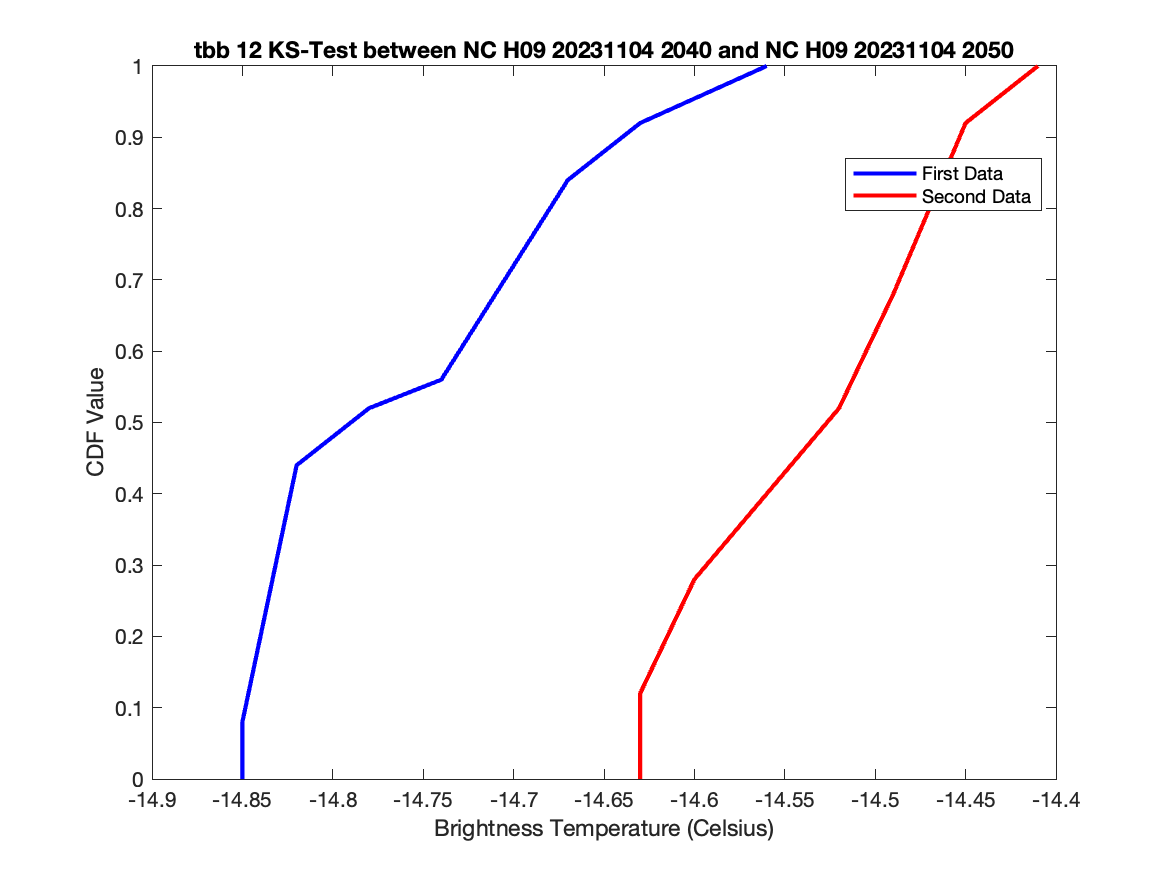 tbb 12 KS-Test between NC H09 20231104 2040 and NC H09 20231104 2050
1
0.9
0.8
0.7
0.6
0.5
0.4
0.3
0.2
0.1
0
CDF Value
First Data
Second Data
-14.9 -14.85 -14.8 -14.75 -14.7 -14.65 -14.6 -14.55 -14.5 -14.45 -14.4
Brightness Temperature (Celsius)